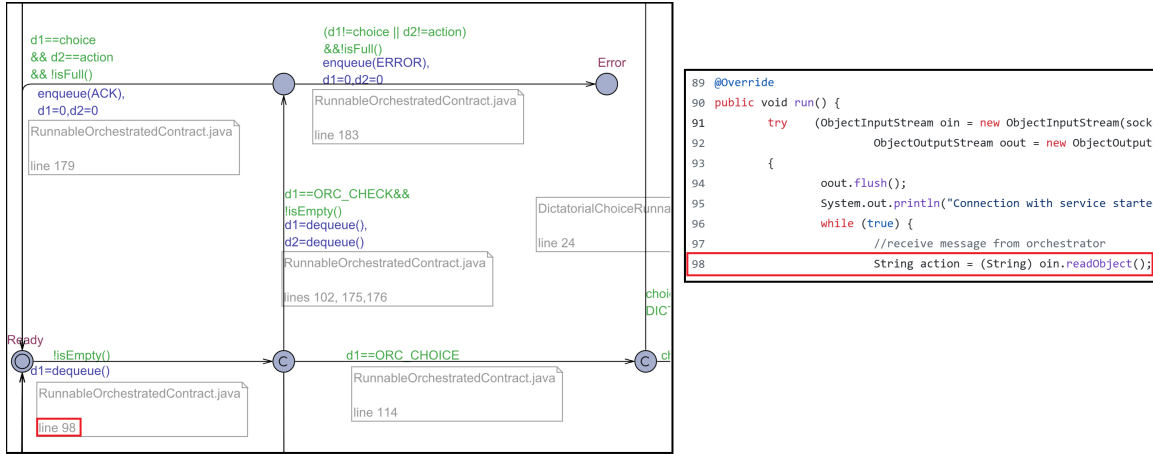 d1==choice
&& d2==action
&& !isFull()
enqueue(ACK),
d1=0,d2=0
RunnableOrchestratedContract.java
line 179
(d1!=choice || d2!=action)
&&!isFull()
enqueue(ERROR),
d1=0,d2=0
RunnableOrchestratedContract.java
line 183
Error
d1==ORC_CHECK&&
!isEmpty()
d1=dequeue(),
d2=dequeue()
RunnableOrchestratedContract.java
lines 102, 175,176
DictatorialChoiceRunna
line 24
choi
DIC
Ready
!isEmpty()
d1=dequeue()
RunnableOrchestratedContract.java
line 98
C
d1==ORC_CHOICE
RunnableOrchestratedContract.java
line 114
C
89 @Override
90 public void run() {
91 try (ObjectInputStream oin = new ObjectInputStream(sock
92 ObjectOutputStream oout = new ObjectOutput
93 {
94 oout.flush();
95 System.out.println("Connection with service starte
96 while (true) {
97 //receive message from orchestrator
98 String action = (String) oin.readObject();